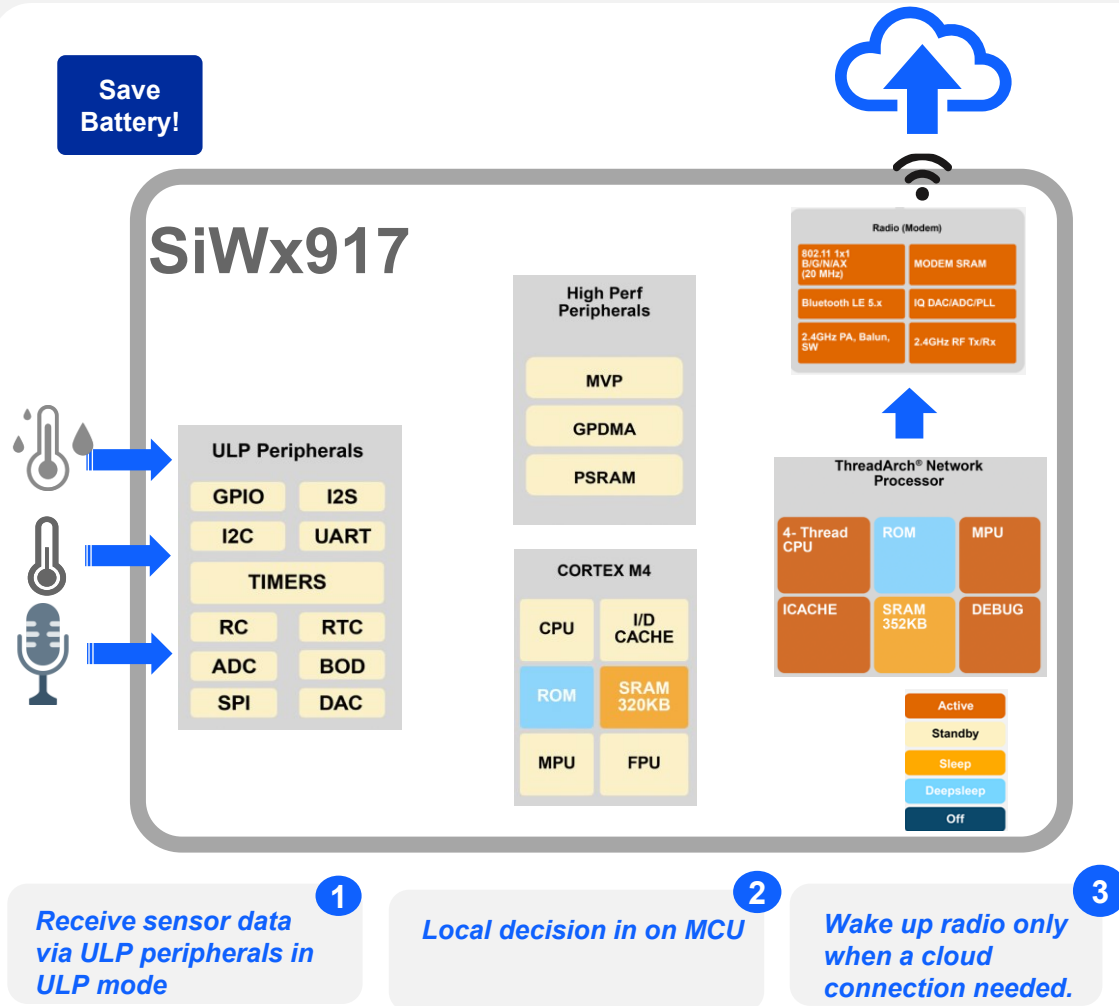 Save
Battery!
SiWx917
Radio (Modem)
802.11 1x1
B/G/N/AX
(20 MHz)
MODEM SRAM
Bluetooth LE 5.x
IQ DAC/ADC/PLL
2.4GHz PA, Balun,
SW
2.4GHz RF Tx/Rx
High Perf
Peripherals
MVP
GPDMA
PSRAM
ULP Peripherals
GPIO
I2S
I2C
UART
TIMERS
RC
RTC
ADC
BOD
SPI
DAC
CORTEX M4
CPU
I/D
CACHE
ROM
SRAM
320KB
MPU
FPU
ThreadArch® Network
Processor
4- Thread
CPU
ROM
MPU
ICACHE
SRAM
352KB
DEBUG
Active
Standby
Sleep
Deepsleep
Off
1
Receive sensor data
via ULP peripherals in
ULP mode
2
Local decision in on MCU
3
Wake up radio only
when a cloud
connection needed.